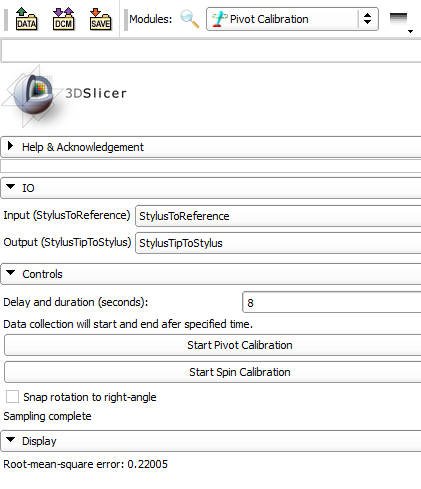 DATA DCM SAVE Modules: Pivot Calibration
3DSlicer
Help & Acknowledgement
IO
Input (StylusToReference) StylusToReference
Output (StylusTipToStylus) StylusTipToStylus
Controls
Delay and duration (seconds): 8
Data collection will start and end afer specified time.
Start Pivot Calibration
Start Spin Calibration
Snap rotation to right-angle
Sampling complete
Display
Root-mean-square error: 0.22005